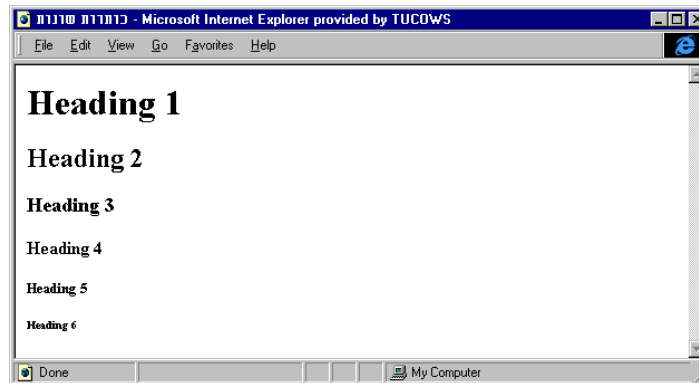 כותרות שונות - Microsoft Internet Explorer provided by TUCOWS
File Edit View Go Favorites Help
Heading 1
Heading 2
Heading 3
Heading 4
Heading 5
Heading 6
Done My Computer